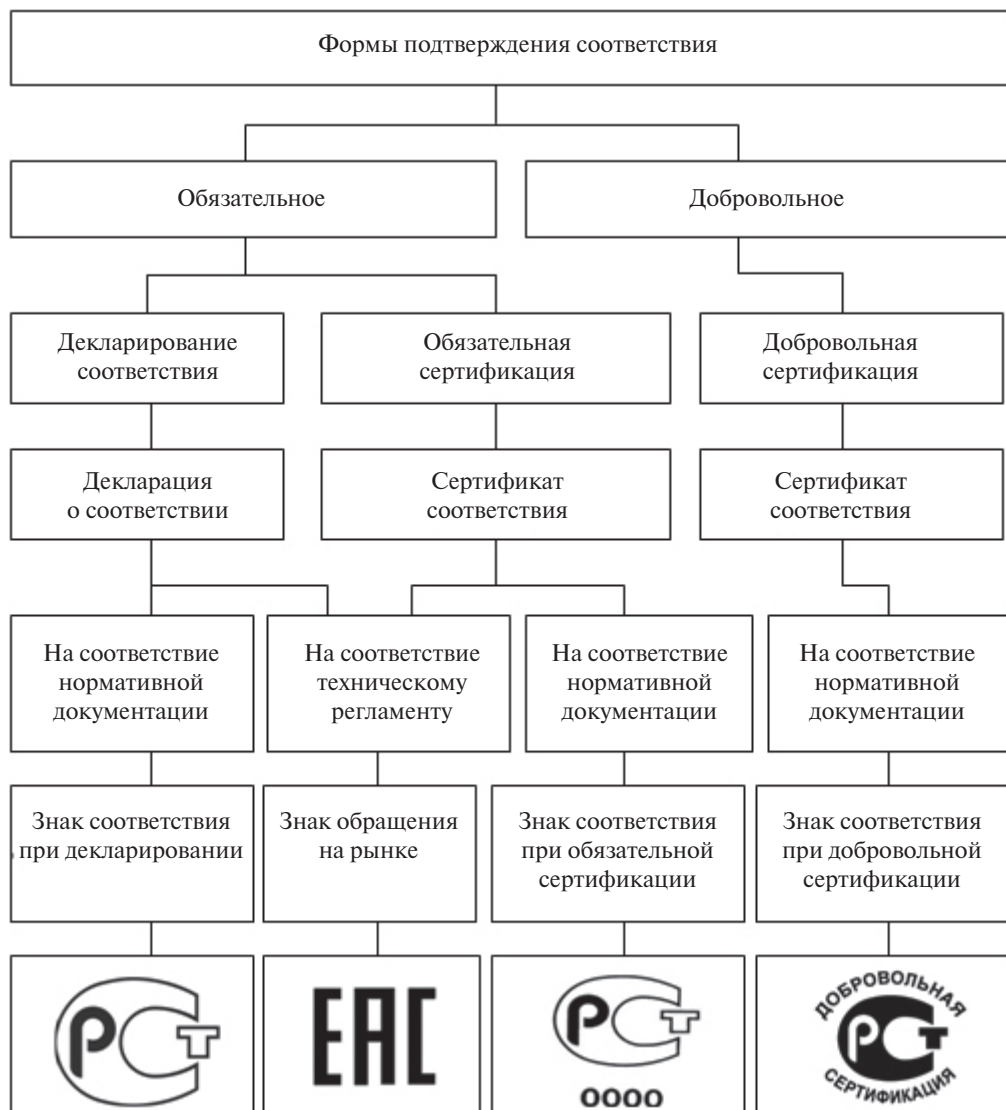 Формы подтверждения соответствия
Обязательное
Добровольное
Декларирование
соответствия
Обязательная
сертификация
Добровольная
сертификация
Декларация
о соответствии
Сертификат
соответствия
Сертификат
соответствия
На соответствие
нормативной
документации
На соответствие
техническому
регламенту
На соответствие
нормативной
документации
На соответствие
нормативной
документации
Знак соответствия
при декларировании
Знак обращения
на рынке
Знак соответствия
при обязательной
сертификации
Знак соответствия
при добровольной
сертификации
РСТ
ЕАС
РСТ
0000
ДОБРОВОЛЬНАЯ
РСТ
СЕРТИФИКАЦИЯ